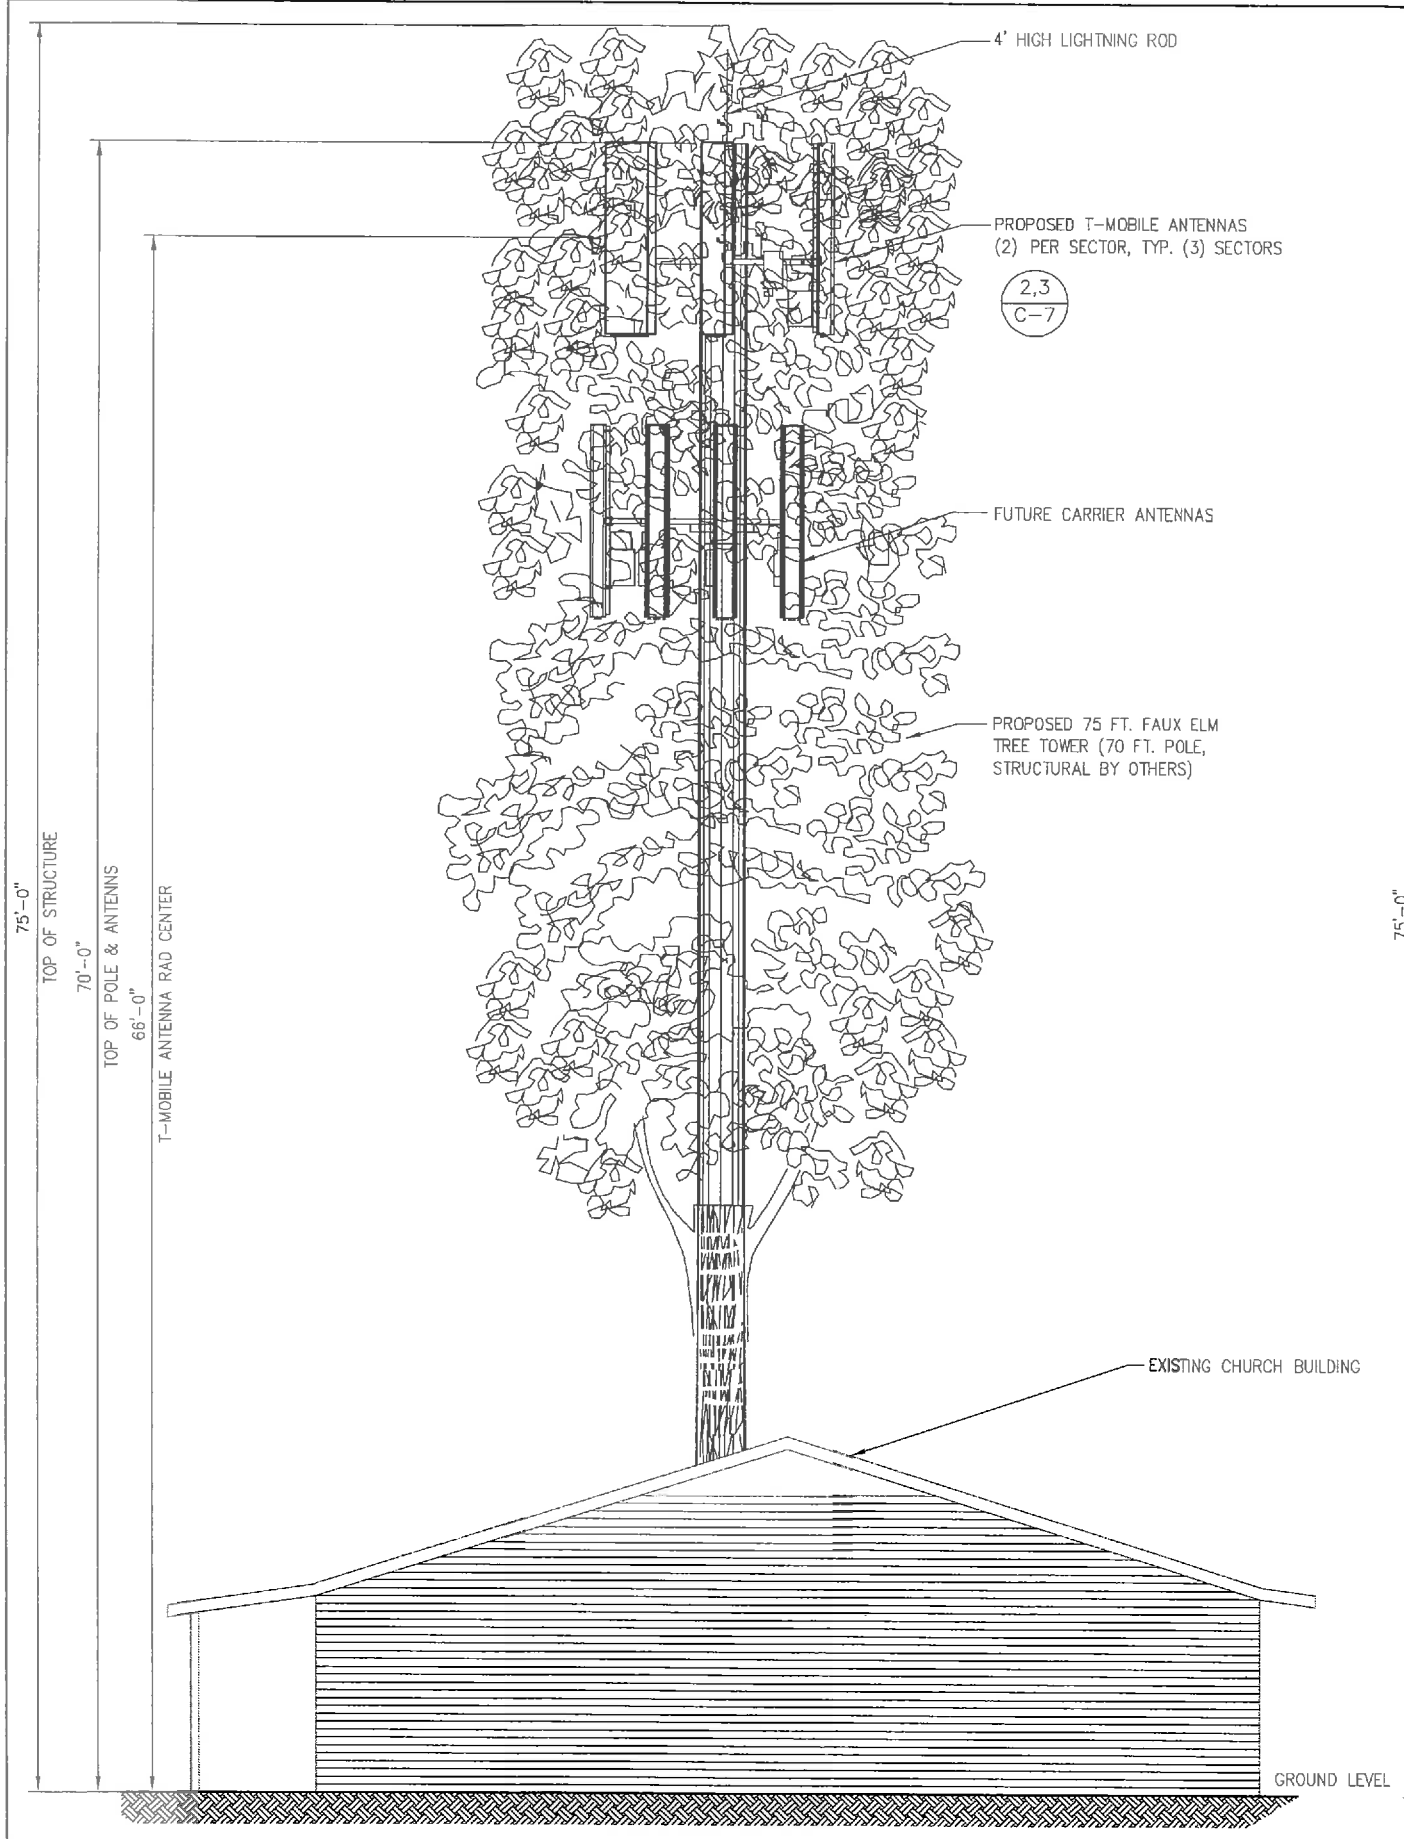 4' HIGH LIGHTNING ROD
PROPOSED T-MOBILE ANTENNAS
(2) PER SECTOR, TYP. (3) SECTORS
2,3
C-7
FUTURE CARRIER ANTENNAS
PROPOSED 75 FT. FAUX ELM
TREE TOWER (70 FT. POLE,
STRUCTURAL BY OTHERS)
75'-0"
TOP OF STRUCTURE
70'-0"
TOP OF POLE & ANTENNS
66'-0"
T-MOBILE ANTENNA RAD CENTER
75'-0"
EXISTING CHURCH BUILDING
GROUND LEVEL